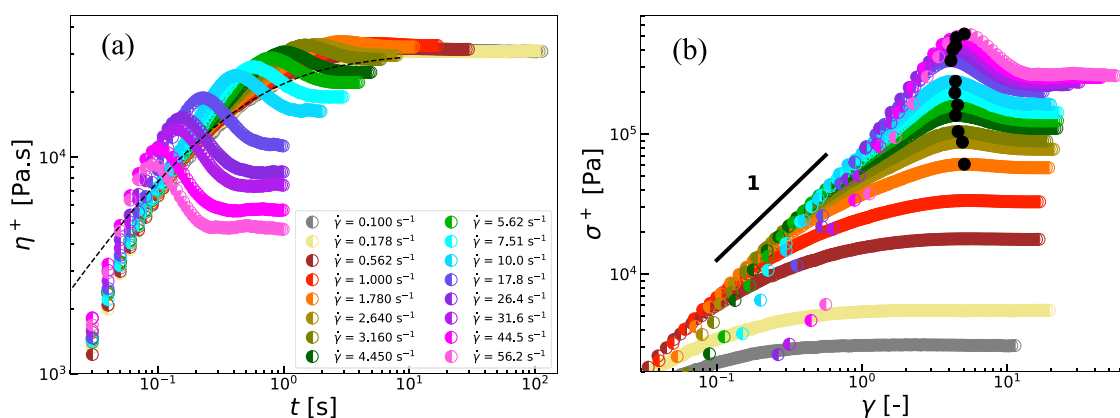 (a)
η⁺ [Pa.s]
10⁴
10³
γ̇ = 0.100 s⁻¹
γ̇ = 0.178 s⁻¹
γ̇ = 0.562 s⁻¹
γ̇ = 1.000 s⁻¹
γ̇ = 1.780 s⁻¹
γ̇ = 2.640 s⁻¹
γ̇ = 3.160 s⁻¹
γ̇ = 4.450 s⁻¹
γ̇ = 5.62 s⁻¹
γ̇ = 7.51 s⁻¹
γ̇ = 10.0 s⁻¹
γ̇ = 17.8 s⁻¹
γ̇ = 26.4 s⁻¹
γ̇ = 31.6 s⁻¹
γ̇ = 44.5 s⁻¹
γ̇ = 56.2 s⁻¹
10⁻¹ 10⁰ 10¹ 10²
t [s]
(b)
σ⁺ [Pa]
10⁵
10⁴
1
10⁻¹ 10⁰ 10¹
γ [-]